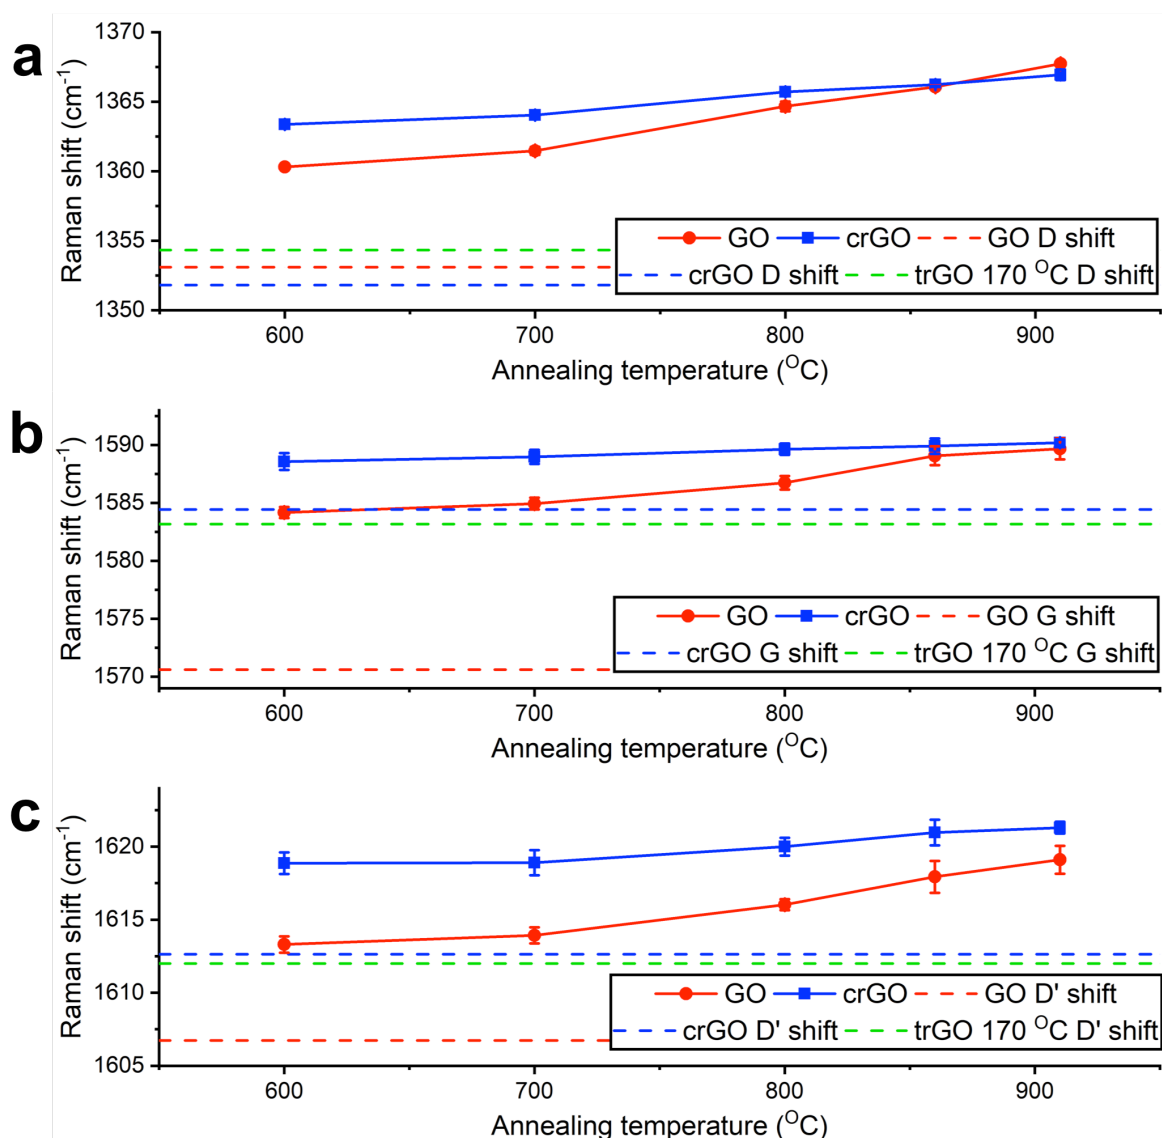 a
1370
1365
1360
1355
1350
Raman shift (cm-1)
GO crGO GO D shift
crGO D shift trGO 170 OC D shift
600 700 800 900
Annealing temperature (OC)
b
1590
1585
1580
1575
1570
Raman shift (cm-1)
GO crGO GO G shift
crGO G shift trGO 170 OC G shift
600 700 800 900
Annealing temperature (OC)
c
1620
1615
1610
1605
Raman shift (cm-1)
GO crGO GO D' shift
crGO D' shift trGO 170 OC D' shift
600 700 800 900
Annealing temperature (OC)